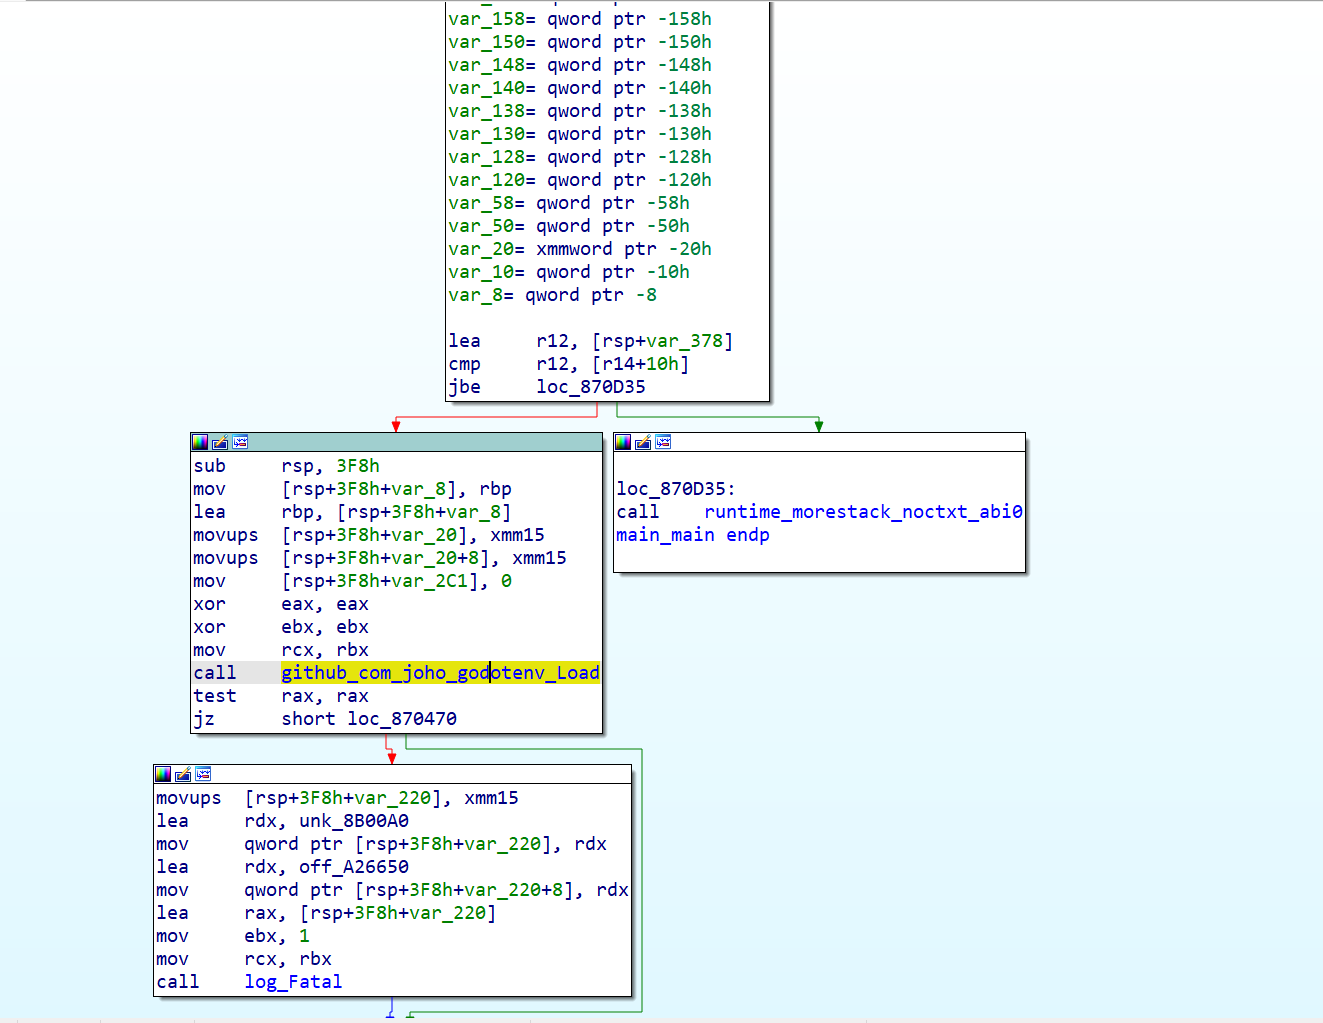 var_158= qword ptr -158h
var_150= qword ptr -150h
var_148= qword ptr -148h
var_140= qword ptr -140h
var_138= qword ptr -138h
var_130= qword ptr -130h
var_128= qword ptr -128h
var_120= qword ptr -120h
var_58= qword ptr -58h
var_50= qword ptr -50h
var_20= xmmword ptr -20h
var_10= qword ptr -10h
var_8= qword ptr -8
lea r12, [rsp+var_378]
cmp r12, [r14+10h]
jbe loc_870D35
sub rsp, 3F8h
mov [rsp+3F8h+var_8], rbp
lea rbp, [rsp+3F8h+var_8]
movups [rsp+3F8h+var_20], xmm15
movups [rsp+3F8h+var_20+8], xmm15
mov [rsp+3F8h+var_2C1], 0
xor eax, eax
xor ebx, ebx
mov rcx, rbx
call github_com_joho_godotenv_Load
test rax, rax
jz short loc_870470
loc_870D35:
call runtime_morestack_noctxt_abi0
main_main endp
movups [rsp+3F8h+var_220], xmm15
lea rdx, unk_8B00A0
mov qword ptr [rsp+3F8h+var_220], rdx
lea rdx, off_A26650
mov qword ptr [rsp+3F8h+var_220+8], rdx
lea rax, [rsp+3F8h+var_220]
mov ebx, 1
mov rcx, rbx
call log_Fatal